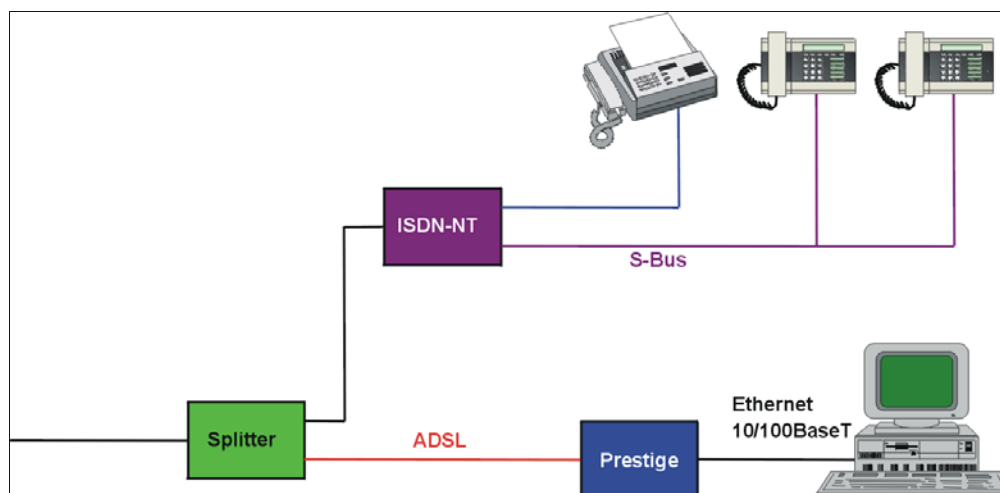 ISDN-NT
S-Bus
Splitter
ADSL
Prestige
Ethernet
10/100BaseT